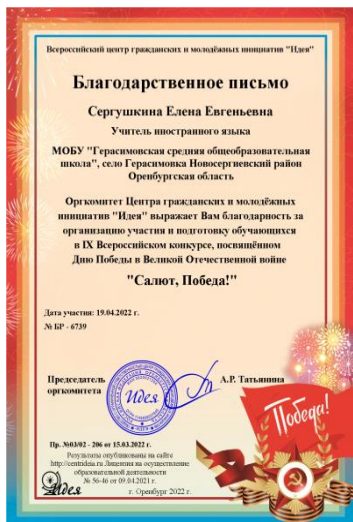 Всероссийский центр гражданских и молодёжных инициатив "Идея"
Благодарственное письмо
Сергушкина Елена Евгеньевна
Учитель иностранного языка
МОБУ "Герасимовская средняя общеобразовательная
школа", село Герасимовка Новосергиевский район
Оренбургская область
Оргкомитет Центра гражданских и молодёжных
инициатив "Идея" выражает Вам благодарность за
организацию участия и подготовку обучающихся
в IX Всероссийском конкурсе, посвящённом
Дню Победы в Великой Отечественной войне
"Салют, Победа!"
Дата участия: 19.04.2022 г.
№ БР - 6739
Председатель
оргкомитета
Идея
А.Р. Татьянина
Победа!
Пр. №03/02 - 206 от 15.03.2022 г.
Результаты опубликованы на сайте
http://centrideia.ru Лицензия на осуществление
образовательной деятельности
№ 56-46 от 09.04.2021 г.
Идея
г. Оренбург 2022 г.